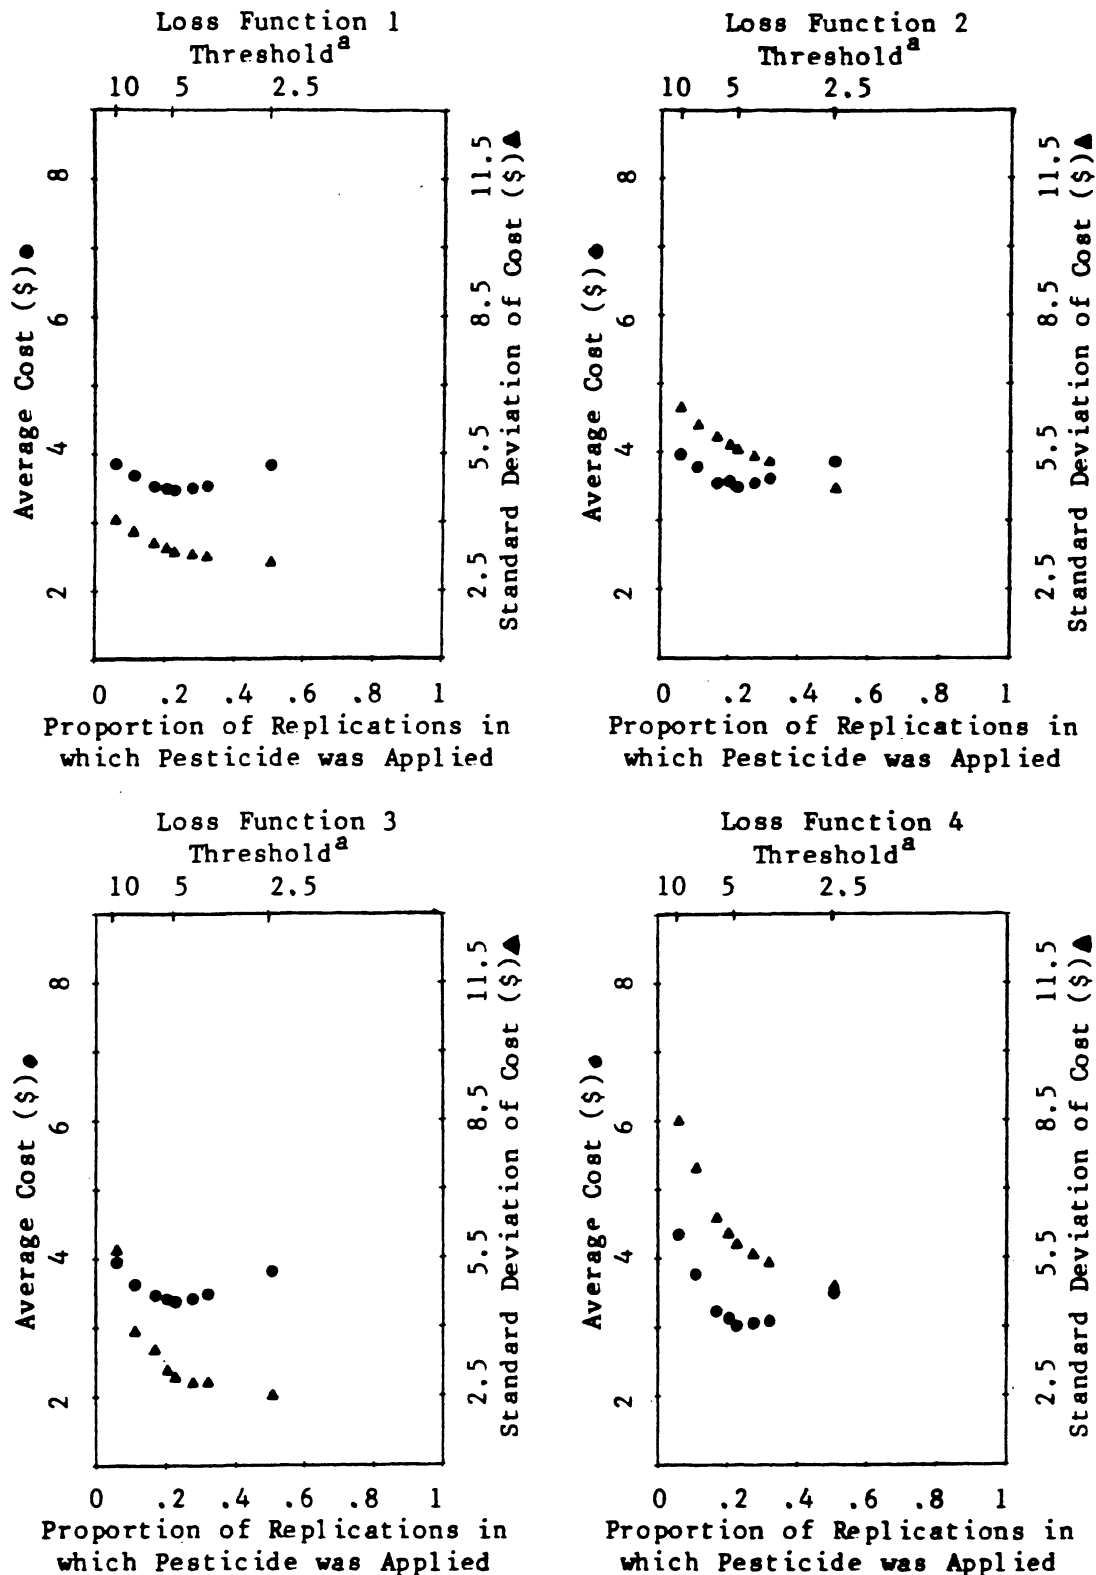 Loss Function 1
Threshold^a
10 5 2.5
Average Cost ($)●
8
6
4
2
11.5
8.5
5.5
2.5
Standard Deviation of Cost ($)▲
0 .2 .4 .6 .8 1
Proportion of Replications in
which Pesticide was Applied
Loss Function 2
Threshold^a
10 5 2.5
Average Cost ($)●
8
6
4
2
11.5
8.5
5.5
2.5
Standard Deviation of Cost ($)▲
0 .2 .4 .6 .8 1
Proportion of Replications in
which Pesticide was Applied
Loss Function 3
Threshold^a
10 5 2.5
Average Cost ($)●
8
6
4
2
11.5
8.5
5.5
2.5
Standard Deviation of Cost ($)▲
0 .2 .4 .6 .8 1
Proportion of Replications in
which Pesticide was Applied
Loss Function 4
Threshold^a
10 5 2.5
Average Cost ($)●
8
6
4
2
11.5
8.5
5.5
2.5
Standard Deviation of Cost ($)▲
0 .2 .4 .6 .8 1
Proportion of Replications in
which Pesticide was Applied